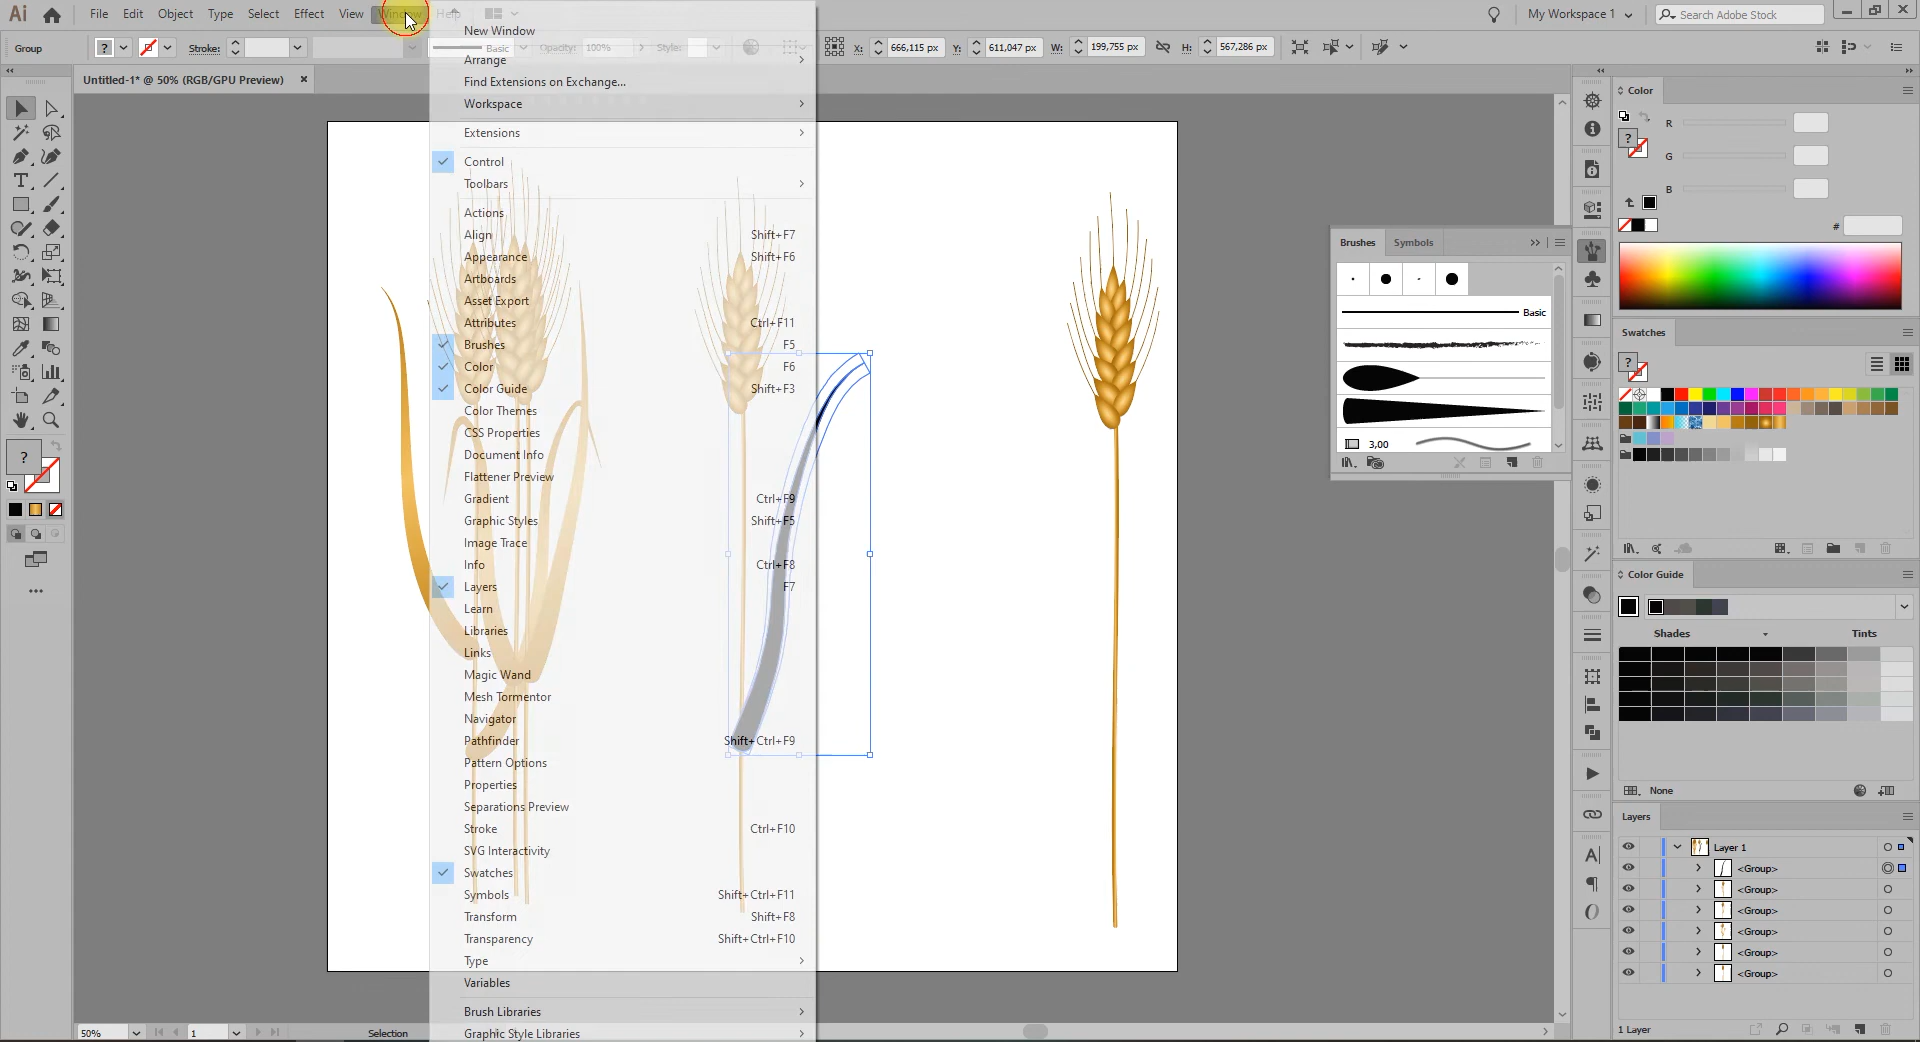 Ai File Edit Object Type Select Effect View Window Help My Workspace 1 Search Adobe Stock
Group ? Stroke: Basic Opacity: 100% Style: X: 666,115 px Y: 611,047 px W: 199,755 px H: 567,286 px
Untitled-1* @ 50% (RGB/GPU Preview)
New Window
Arrange
Find Extensions on Exchange...
Workspace
Extensions
Control
Toolbars
Actions
Align Shift+F7
Appearance Shift+F6
Artboards
Asset Export
Attributes Ctrl+F11
Brushes F5
Color F6
Color Guide Shift+F3
Color Themes
CSS Properties
Document Info
Flattener Preview
Gradient Ctrl+F9
Graphic Styles Shift+F5
Image Trace
Info Ctrl+F8
Layers F7
Learn
Libraries
Links
Magic Wand
Mesh Tormentor
Navigator
Pathfinder Shift+Ctrl+F9
Pattern Options
Properties
Separations Preview
Stroke Ctrl+F10
SVG Interactivity
Swatches
Symbols Shift+Ctrl+F11
Transform Shift+F8
Transparency Shift+Ctrl+F10
Type
Variables
Brush Libraries
Graphic Style Libraries
Brushes Symbols
Basic
3,00
Color
? R
G
B
#
Swatches
?
Color Guide
Shades Tints
None
Layers
Layer 1
<Group>
<Group>
<Group>
<Group>
<Group>
<Group>
1 Layer
?
50% 1 Selection